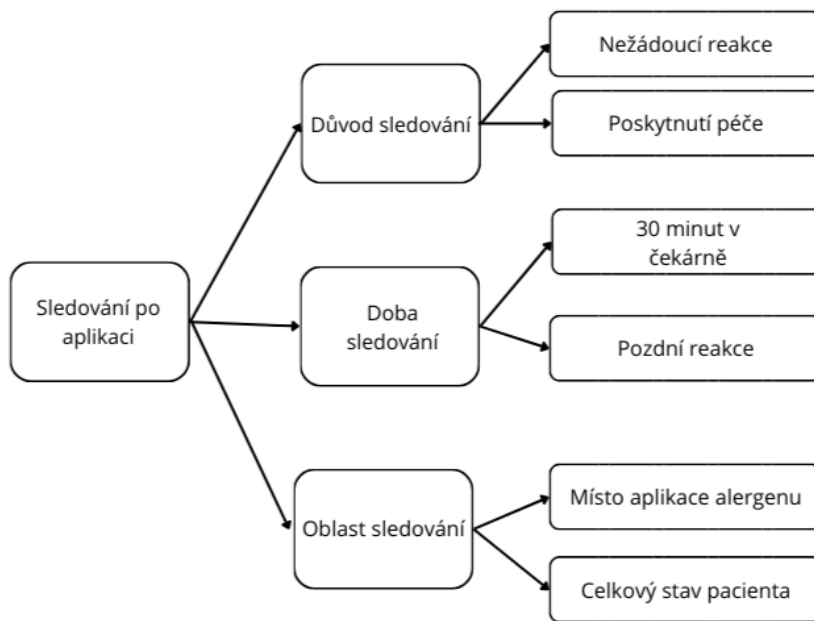 Nežádoucí reakce
Důvod sledování
Poskytnutí péče
30 minut v
čekárně
Sledování po
aplikaci
Doba
sledování
Pozdní reakce
Místo aplikace alergenu
Oblast sledování
Celkový stav pacienta